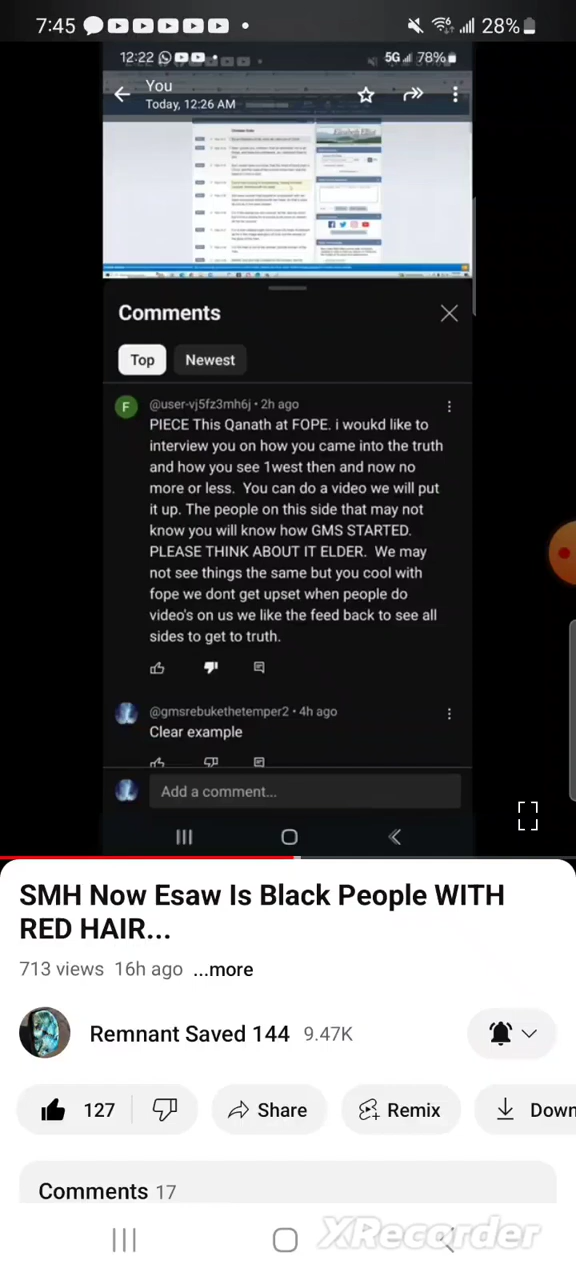 7:45
28%
12:22
5G 78%
You
Today, 12:26 AM
Comments
Top
Newest
F
@user-vj5fz3mh6j • 2h ago
PIECE This Qanath at FOPE. i woukd like to
interview you on how you came into the truth
and how you see 1west then and now no
more or less. You can do a video we will put
it up. The people on this side that may not
know you will know how GMS STARTED.
PLEASE THINK ABOUT IT ELDER. We may
not see things the same but you cool with
fope we dont get upset when people do
video's on us we like the feed back to see all
sides to get to truth.
@gmsrebukethetemper2 • 4h ago
Clear example
Add a comment...
SMH Now Esaw Is Black People WITH
RED HAIR...
713 views 16h ago ...more
Remnant Saved 144 9.47K
127
Share
Remix
Down
Comments 17
XRecorder